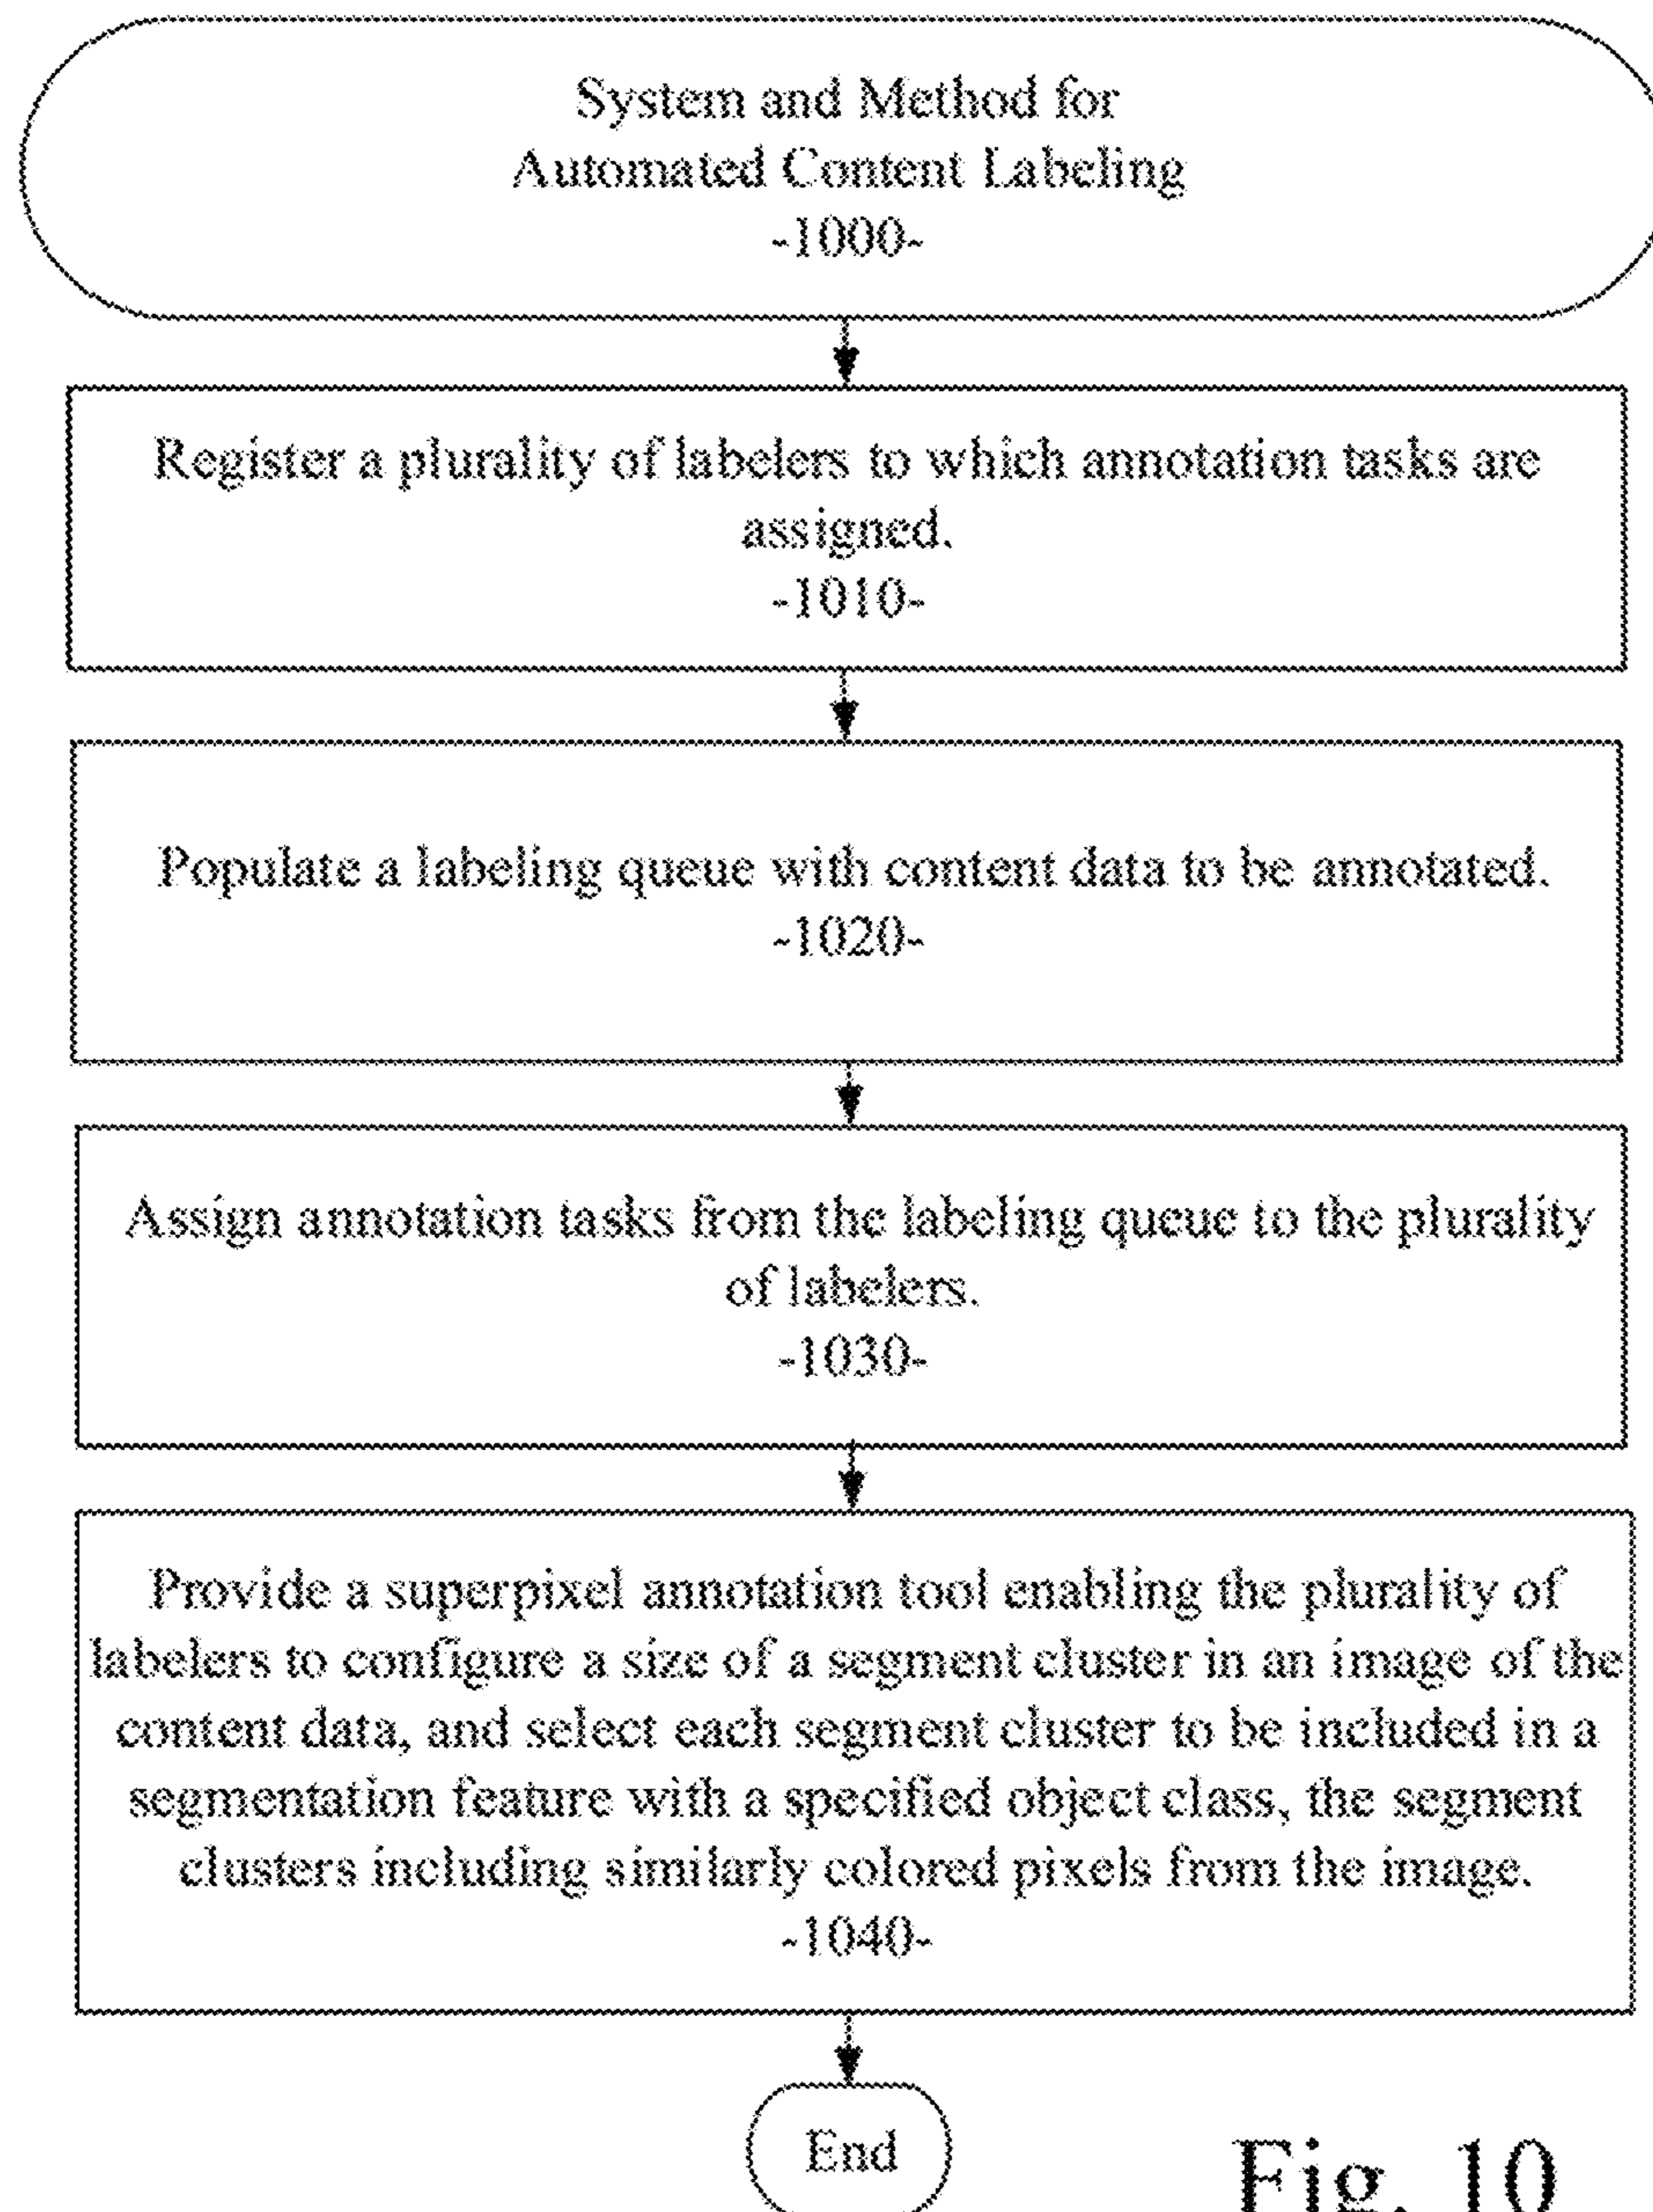 System and Method for
Automated Content Labeling
-1000-
Register a plurality of labelers to which annotation tasks are
assigned.
-1010-
Populate a labeling queue with content data to be annotated.
-1020-
Assign annotation tasks from the labeling queue to the plurality
of labelers.
-1030-
Provide a superpixel annotation tool enabling the plurality of
labelers to configure a size of a segment cluster in an image of the
content data, and select each segment cluster to be included in a
segmentation feature with a specified object class, the segment
clusters including similarly colored pixels from the image.
-1040-
End
Fig. 10